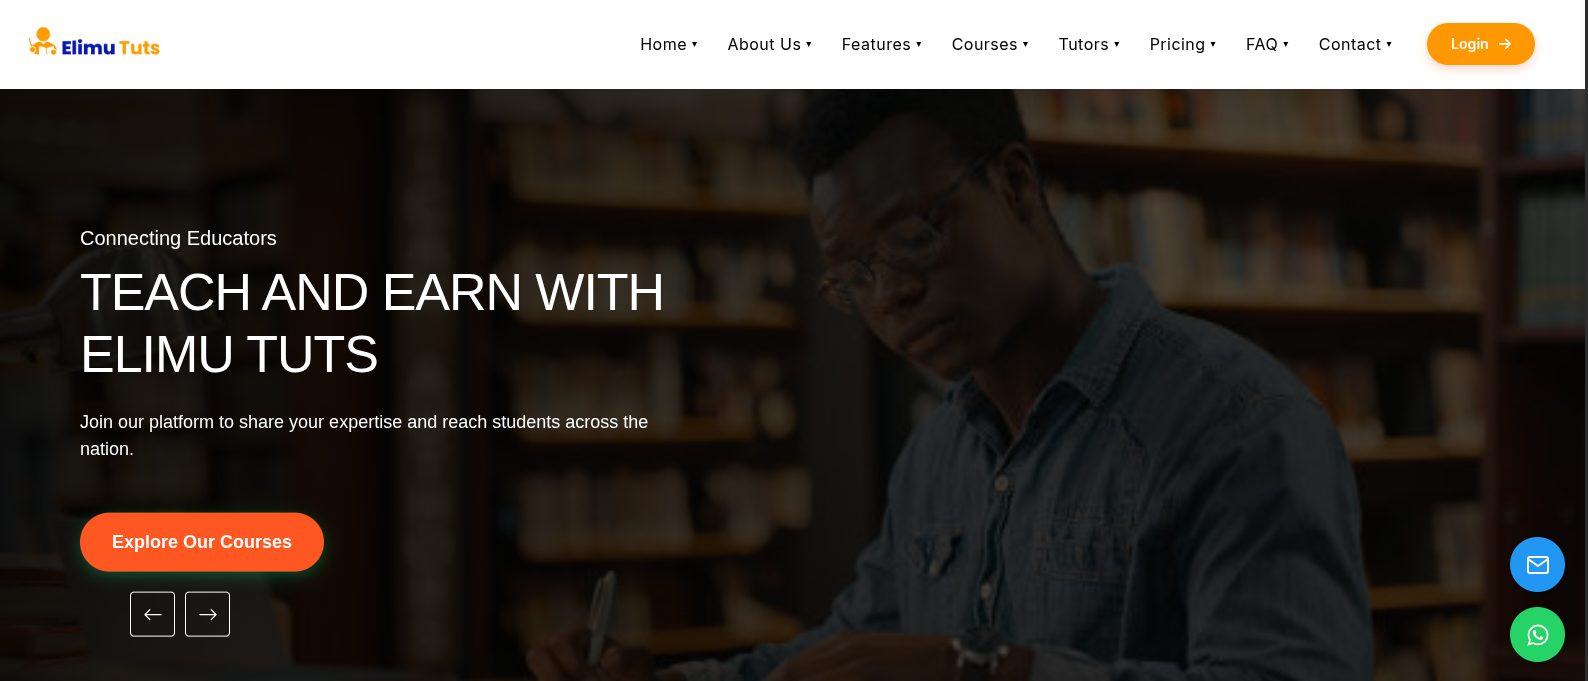 Elimu Tuts
Home ▾ About Us ▾ Features ▾ Courses ▾ Tutors ▾ Pricing ▾ FAQ ▾ Contact ▾ Login →
Connecting Educators
TEACH AND EARN WITH
ELIMU TUTS
Join our platform to share your expertise and reach students across the
nation.
Explore Our Courses